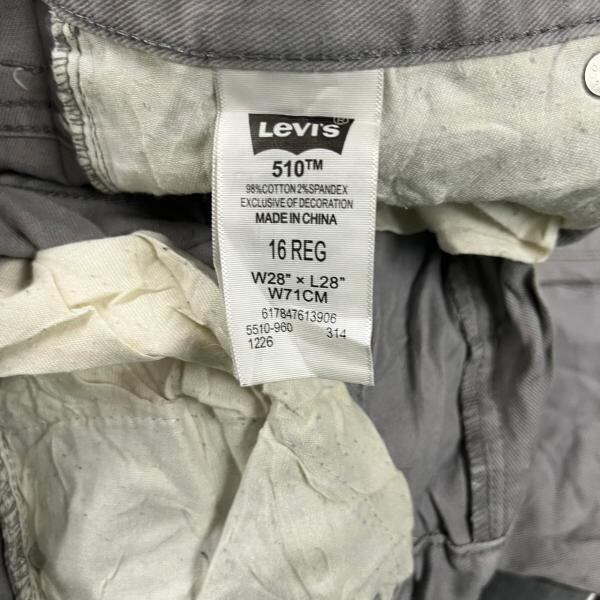 Levi's®
510™
98%COTTON 2%SPANDEX
EXCLUSIVE OF DECORATION
MADE IN CHINA
16 REG
W28" × L28"
W71CM
617847613906
5510-960 314
1226